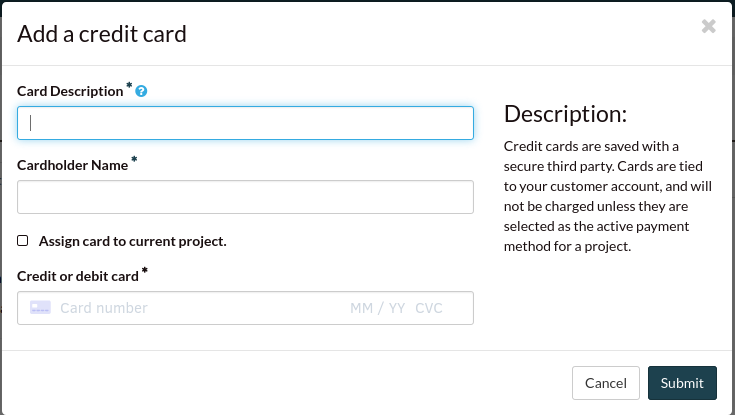 Add a credit card
Card Description *
Cardholder Name *
Assign card to current project.
Credit or debit card *
Card number MM / YY CVC
Description:
Credit cards are saved with a
secure third party. Cards are tied
to your customer account, and will
not be charged unless they are
selected as the active payment
method for a project.
Cancel Submit